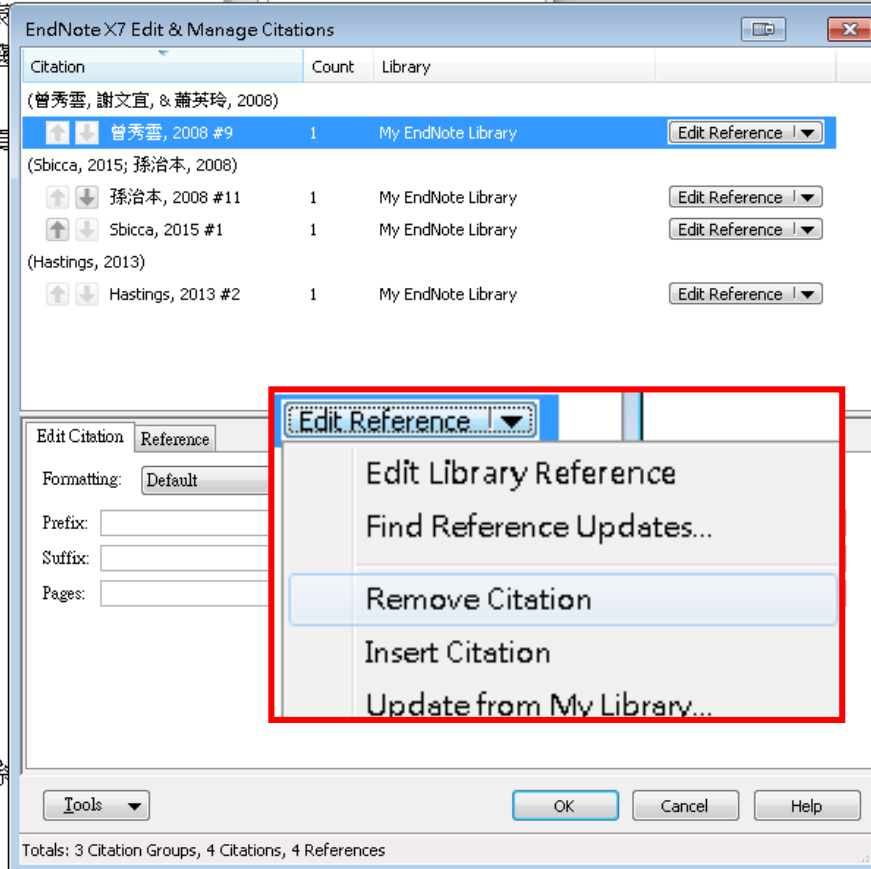 EndNote X7 Edit & Manage Citations
Citation Count Library
(曾秀雲, 謝文宜, & 蕭英玲, 2008)
曾秀雲, 2008 #9 1 My EndNote Library Edit Reference
(Sbicca, 2015; 孫治本, 2008)
孫治本, 2008 #11 1 My EndNote Library Edit Reference
Sbicca, 2015 #1 1 My EndNote Library Edit Reference
(Hastings, 2013)
Hastings, 2013 #2 1 My EndNote Library Edit Reference
Edit Citation Reference
Formatting: Default
Prefix:
Suffix:
Pages:
Edit Reference
Edit Library Reference
Find Reference Updates...
Remove Citation
Insert Citation
Update from My Library...
Tools OK Cancel Help
Totals: 3 Citation Groups, 4 Citations, 4 References